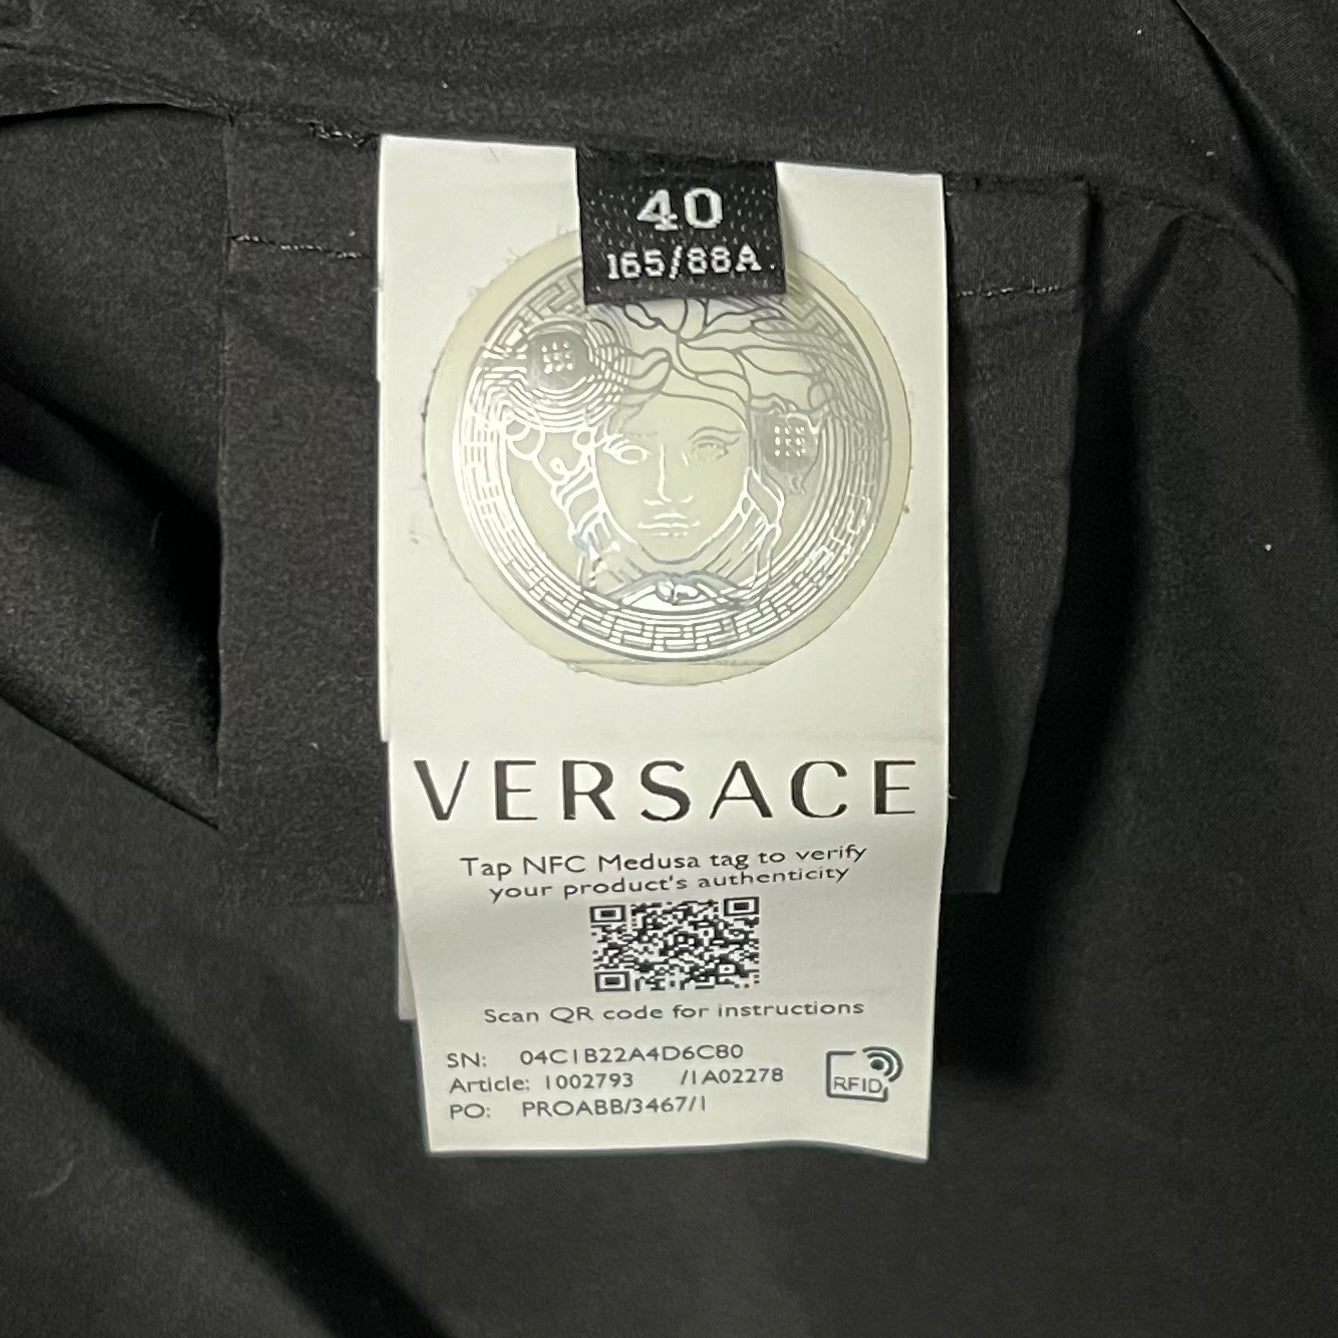 40
165/88A
VERSACE
Tap NFC Medusa tag to verify
your product's authenticity
Scan QR code for instructions
SN: 04C1B22A4D6C80
Article: 1002793 /1A02278
PO: PROABB/3467/1
RFID